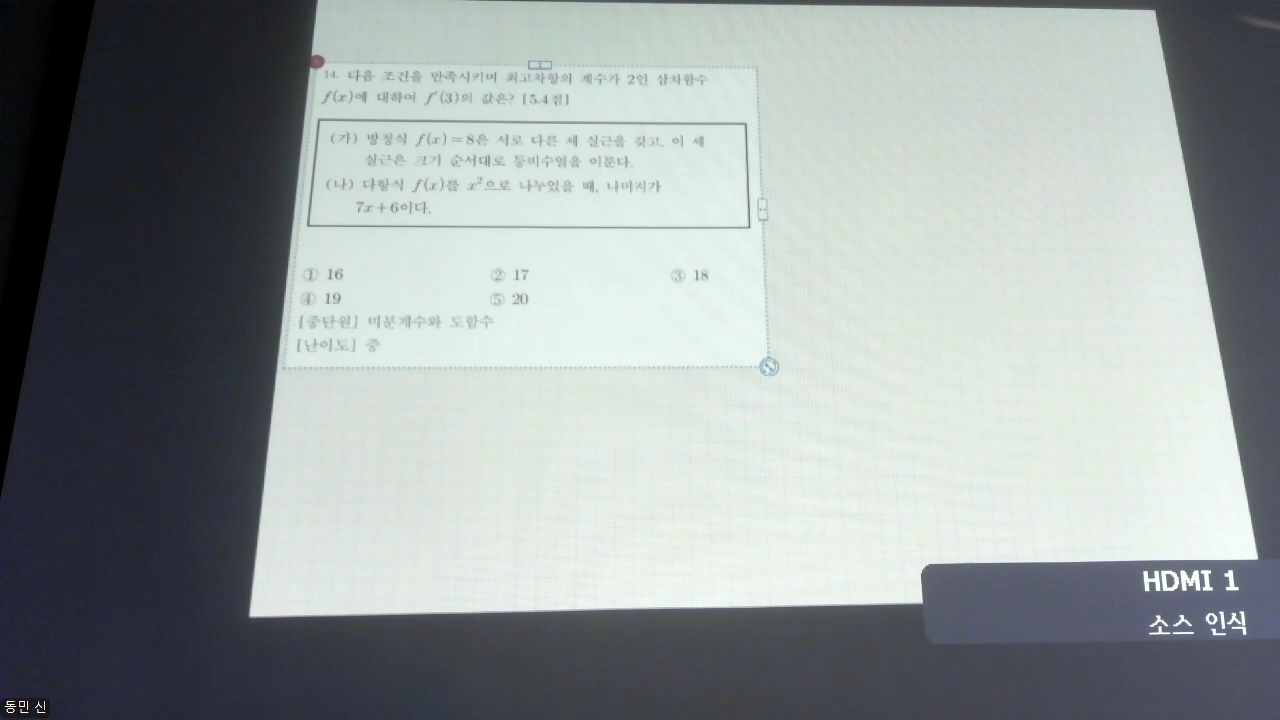 14. 다음 조건을 만족시키며 최고차항의 계수가 2인 삼차함수
f(x)에 대하여 f′(3)의 값은? [5.4점]
(가) 방정식 f(x)=8은 서로 다른 세 실근을 갖고, 이 세
실근은 크기 순서대로 등비수열을 이룬다.
(나) 다항식 f(x)를 x²으로 나누었을 때, 나머지가
7x+6이다.
① 16 ② 17 ③ 18
④ 19 ⑤ 20
[중단원] 미분계수와 도함수
[난이도] 중
HDMI 1
소스 인식
동민 신